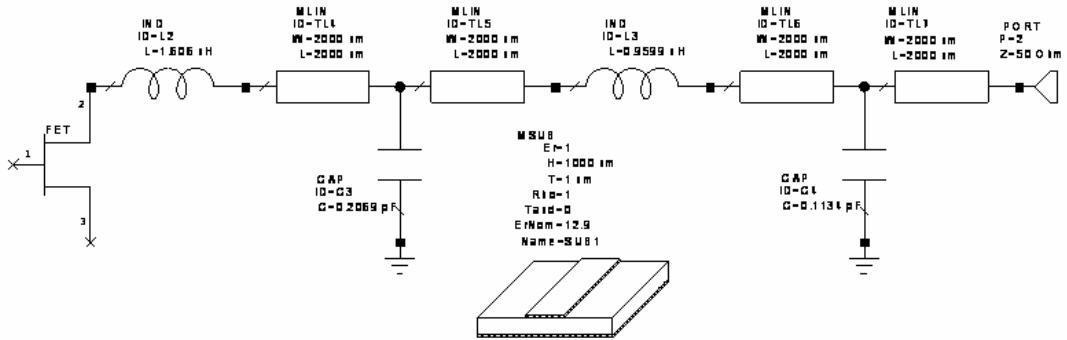 IND
ID=L2
L=1.606 nH
MLIN
ID=TL4
W=2000 um
L=2000 um
MLIN
ID=TL5
W=2000 um
L=2000 um
IND
ID=L3
L=0.9599 nH
MLIN
ID=TL6
W=2000 um
L=2000 um
MLIN
ID=TL7
W=2000 um
L=2000 um
PORT
P=2
Z=50 Ohm
2
FET
1
3
CAP
ID=C3
C=0.2069 pF
MSUB
Er=1
H=1000 um
T=1 um
Rho=1
Tand=0
ErNom=12.9
Name=SUB1
CAP
ID=C4
C=0.1134 pF